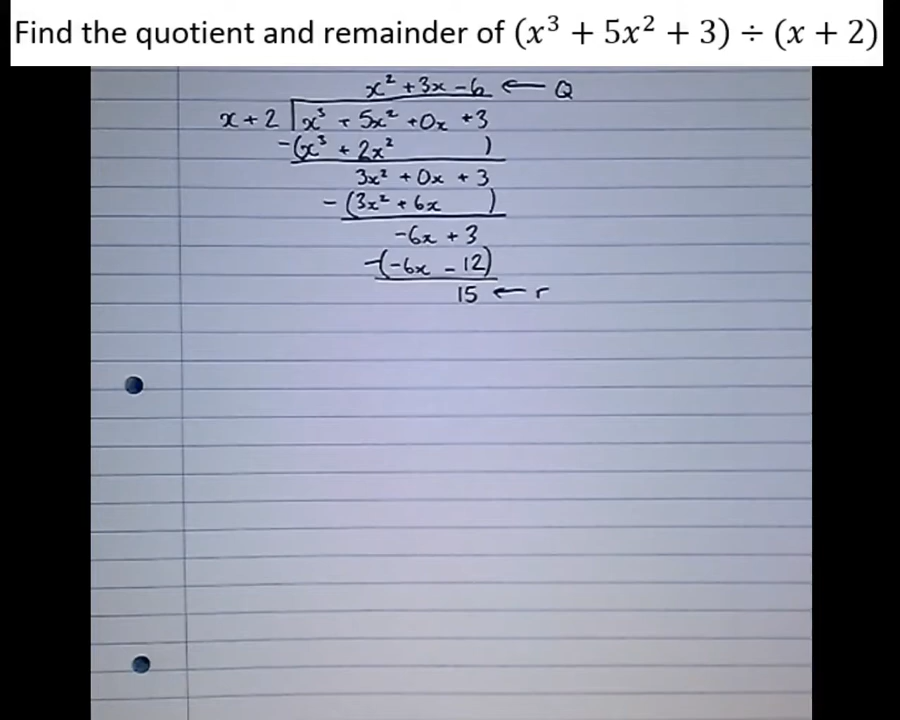 Find the quotient and remainder of (x³ + 5x² + 3) ÷ (x + 2)
x² + 3x - 6 ← Q
x + 2 | x³ + 5x² + 0x + 3
-(x³ + 2x² )
3x² + 0x + 3
- (3x² + 6x )
-6x + 3
-(-6x - 12)
15 ← r